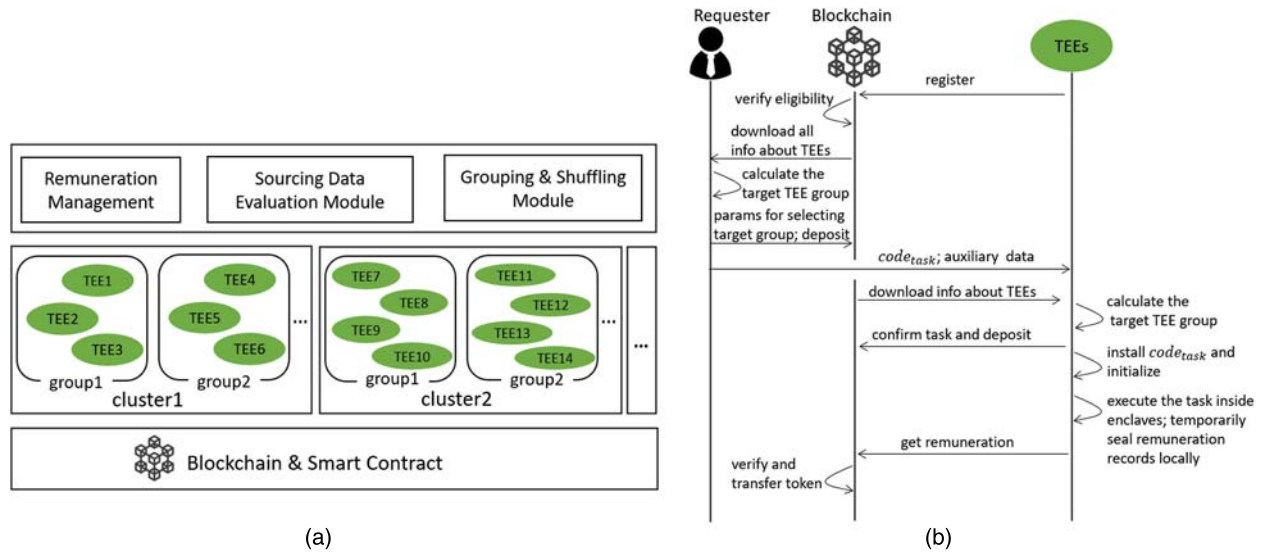 Remuneration
Management
Sourcing Data
Evaluation Module
Grouping & Shuffling
Module
TEE1
TEE2
TEE3
group1
TEE4
TEE5
TEE6
group2
...
cluster1
TEE7
TEE8
TEE9
TEE10
group1
TEE11
TEE12
TEE13
TEE14
group2
...
cluster2
...
Blockchain & Smart Contract
(a)
Requester
Blockchain
TEEs
register
verify eligibility
download all
info about TEEs
calculate the
target TEE group
params for selecting
target group; deposit
code_task; auxiliary data
download info about TEEs
calculate the
target TEE group
confirm task and deposit
install code_task and
initialize
execute the task inside
enclaves; temporarily
seal remuneration
records locally
get remuneration
verify and
transfer token
(b)